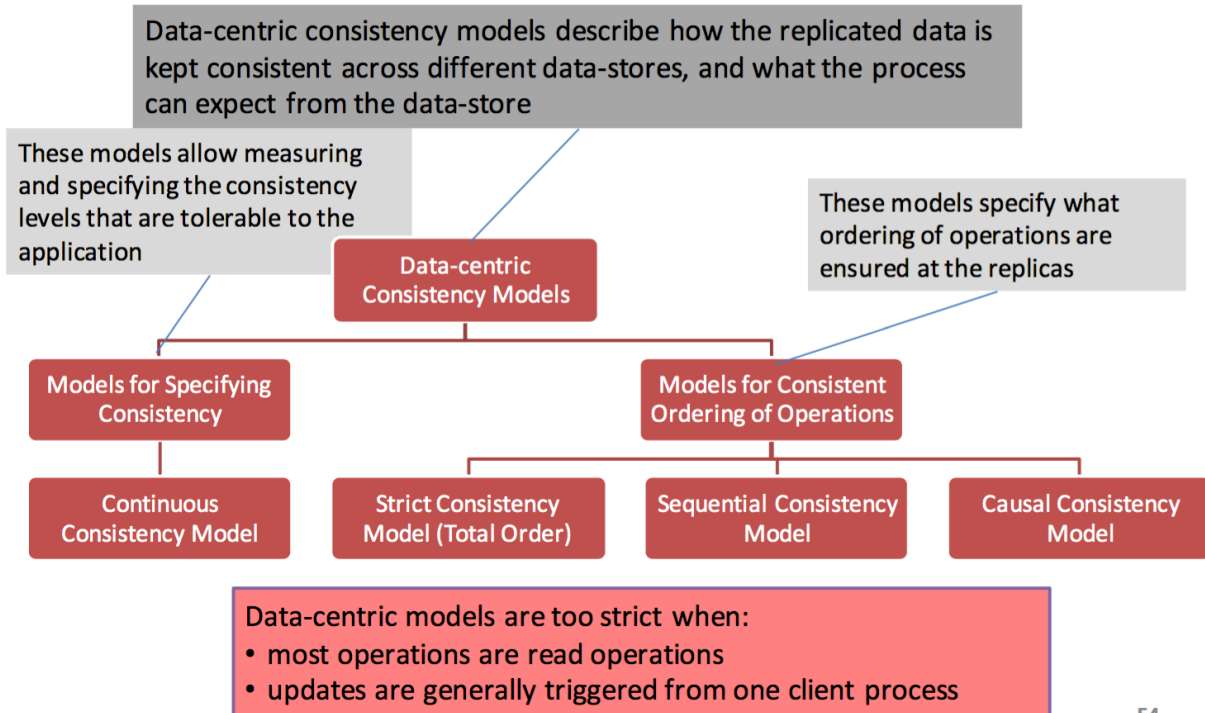 Data-centric consistency models describe how the replicated data is
kept consistent across different data-stores, and what the process
can expect from the data-store
These models allow measuring
and specifying the consistency
levels that are tolerable to the
application
These models specify what
ordering of operations are
ensured at the replicas
Data-centric
Consistency Models
Models for Specifying
Consistency
Models for Consistent
Ordering of Operations
Continuous
Consistency Model
Strict Consistency
Model (Total Order)
Sequential Consistency
Model
Causal Consistency
Model
Data-centric models are too strict when:
• most operations are read operations
• updates are generally triggered from one client process